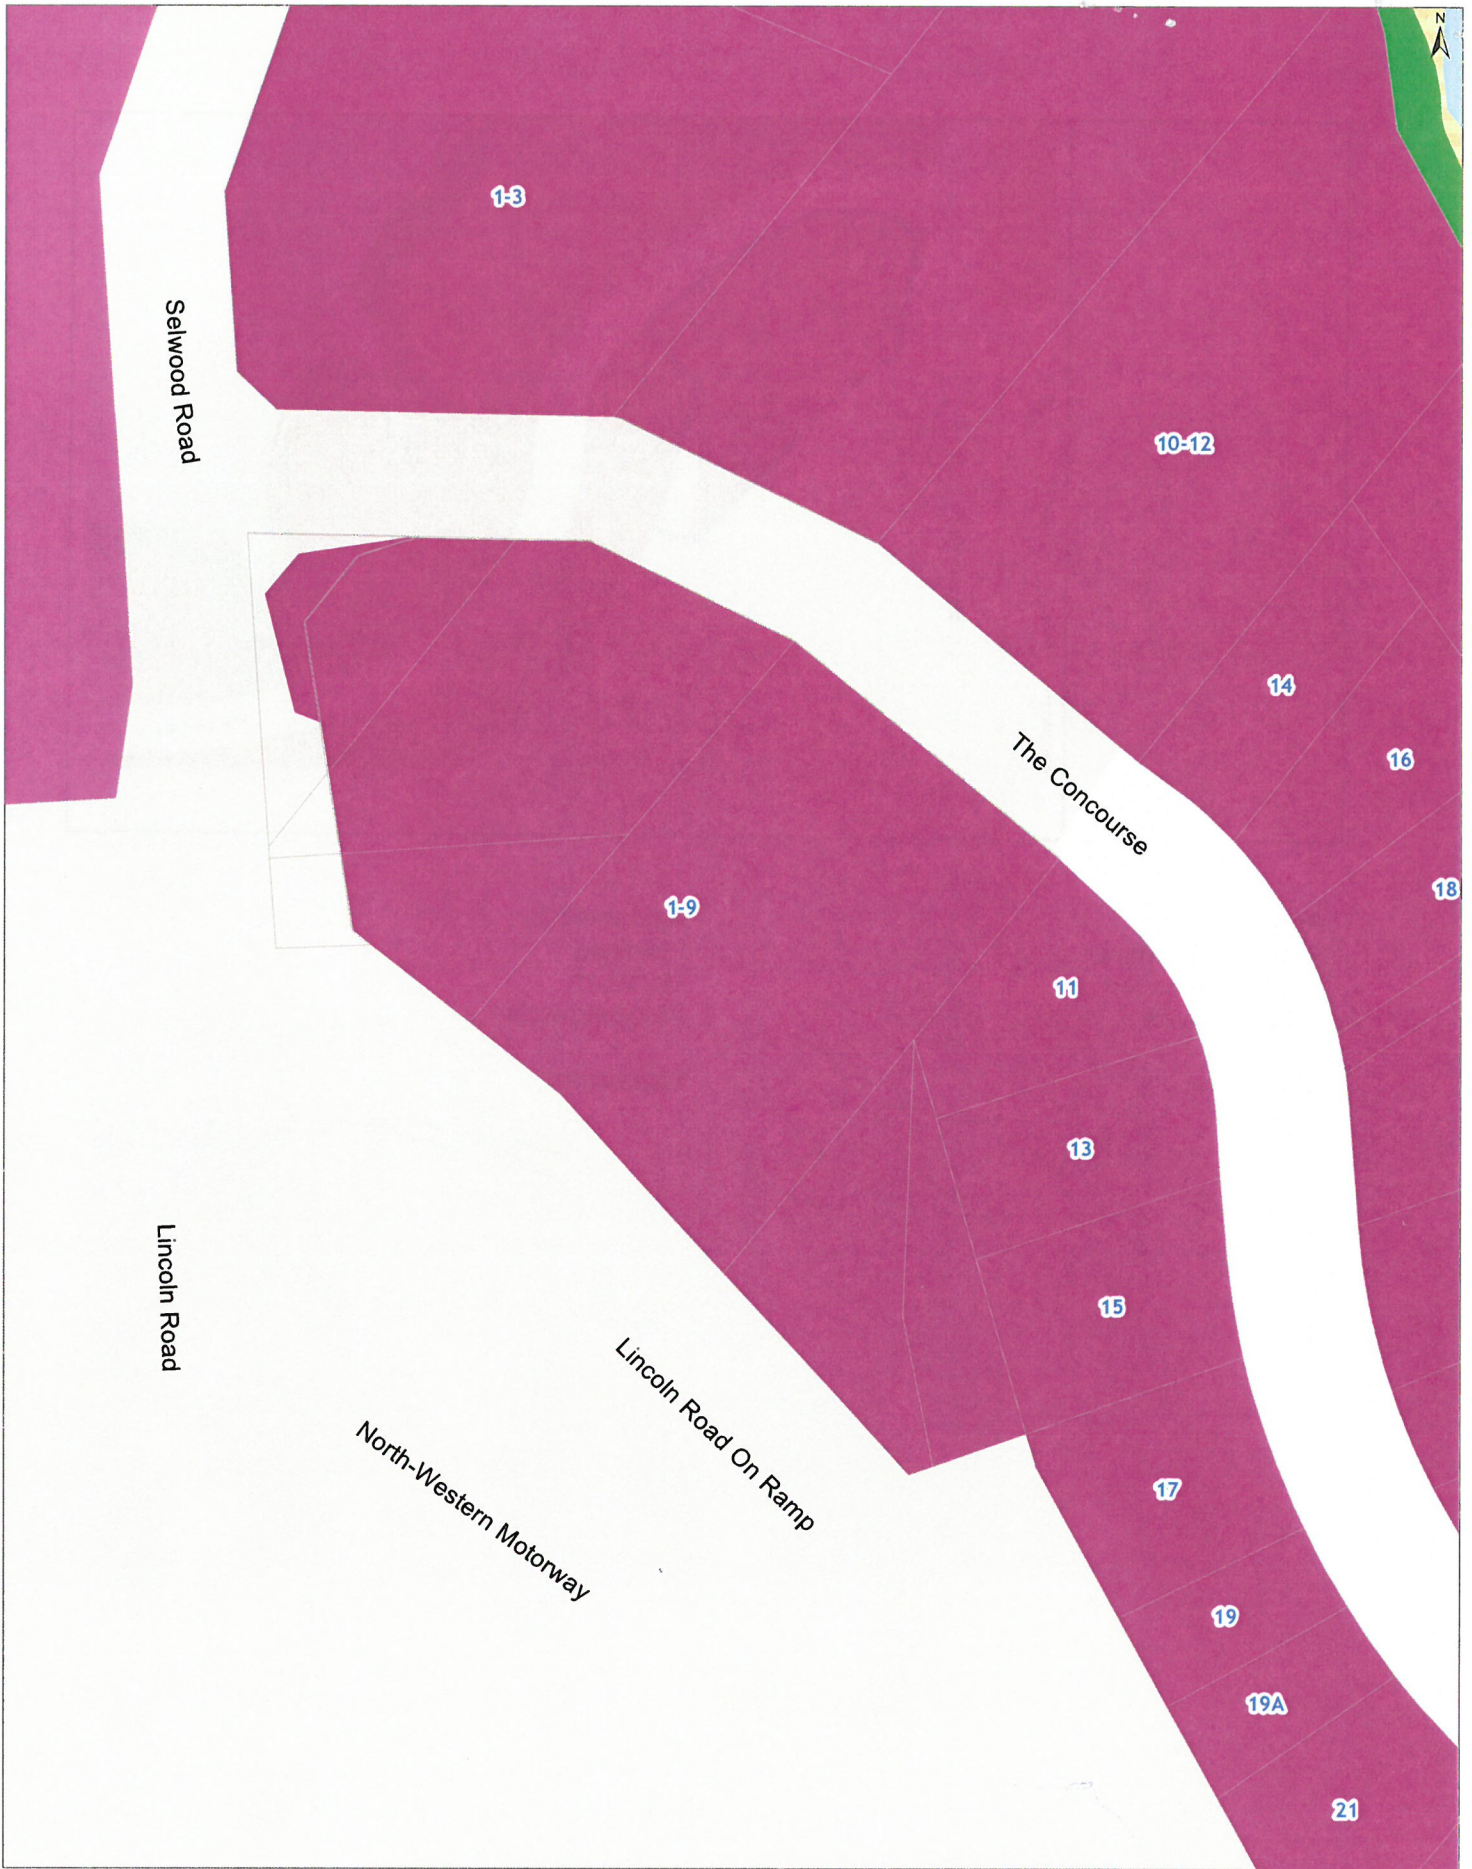 N
1-3
Selwood Road
10-12
14
16
The Concourse
18
1-9
11
13
15
Lincoln Road
Lincoln Road On Ramp
North-Western Motorway
17
19
19A
21